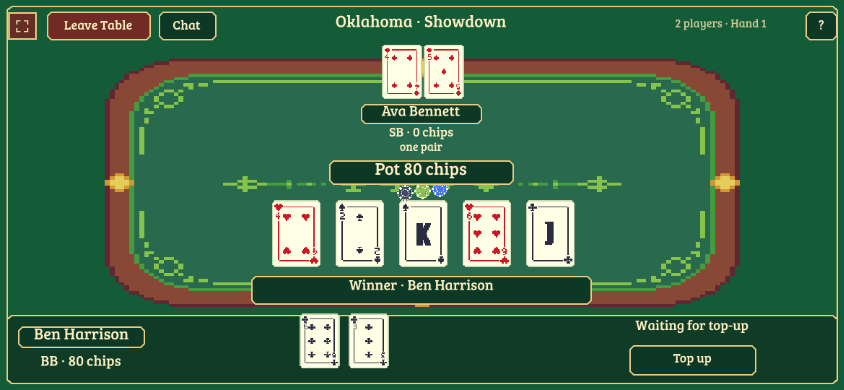 Leave Table
Chat
Oklahoma · Showdown
2 players · Hand 1
?
Ava Bennett
SB · 0 chips
one pair
Pot 80 chips
K
J
Winner · Ben Harrison
Ben Harrison
BB · 80 chips
Waiting for top-up
Top up